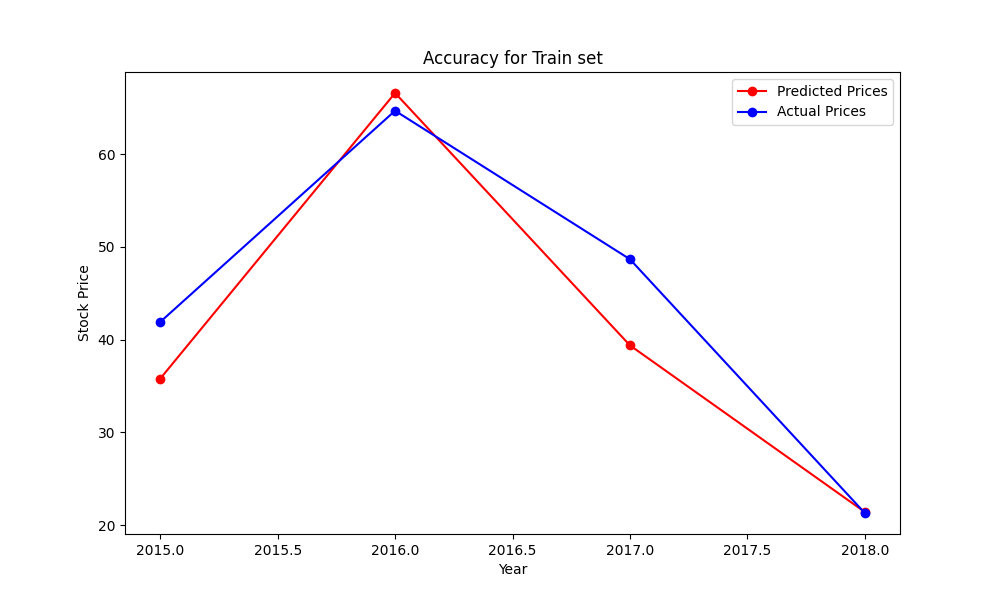 Accuracy for Train set
Predicted Prices
Actual Prices
60
50
40
30
20
Stock Price
2015.0 2015.5 2016.0 2016.5 2017.0 2017.5 2018.0
Year